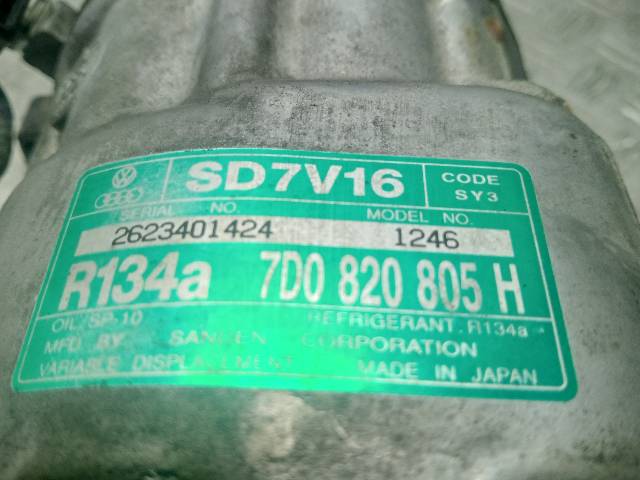 SD7V16
CODE
SY3
SERIAL NO.
MODEL NO.
2623401424
1246
R134a
7D0 820 805 H
OIL/SP-10
REFRIGERANT. R134a
MFD BY SANDEN CORPORATION
VARIABLE DISPLACEMENT
MADE IN JAPAN